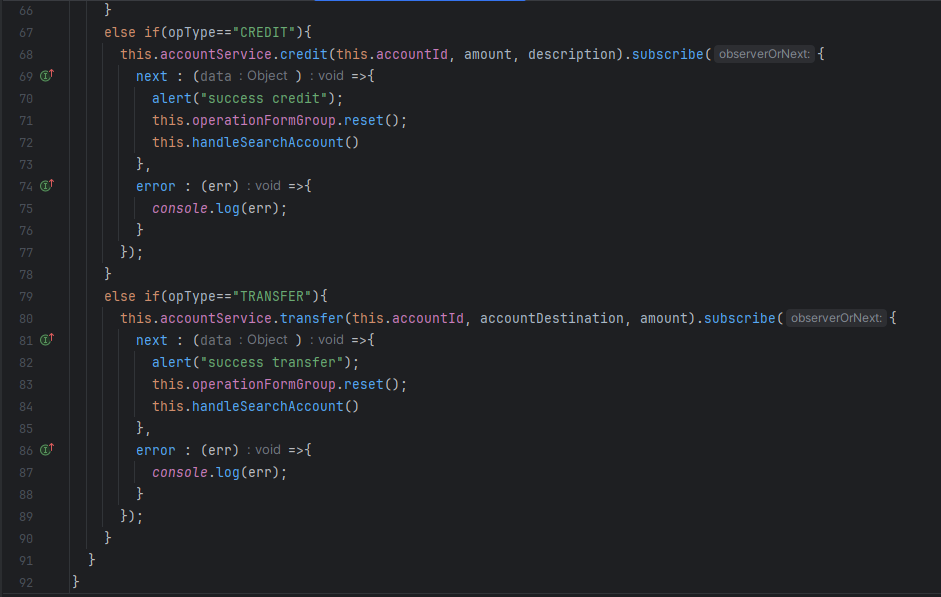 66 }
67 else if(opType=="CREDIT"){
68 this.accountService.credit(this.accountId, amount, description).subscribe( observerOrNext: {
69 next : (data : Object ) : void =>{
70 alert("success credit");
71 this.operationFormGroup.reset();
72 this.handleSearchAccount()
73 },
74 error : (err) : void =>{
75 console.log(err);
76 }
77 });
78 }
79 else if(opType=="TRANSFER"){
80 this.accountService.transfer(this.accountId, accountDestination, amount).subscribe( observerOrNext: {
81 next : (data : Object ) : void =>{
82 alert("success transfer");
83 this.operationFormGroup.reset();
84 this.handleSearchAccount()
85 },
86 error : (err) : void =>{
87 console.log(err);
88 }
89 });
90 }
91 }
92 }